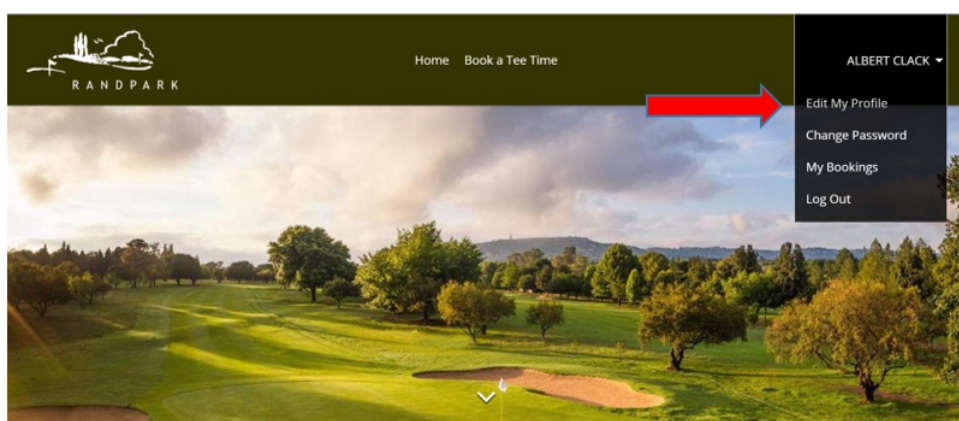 RANDPARK
Home Book a Tee Time
ALBERT CLACK
Edit My Profile
Change Password
My Bookings
Log Out